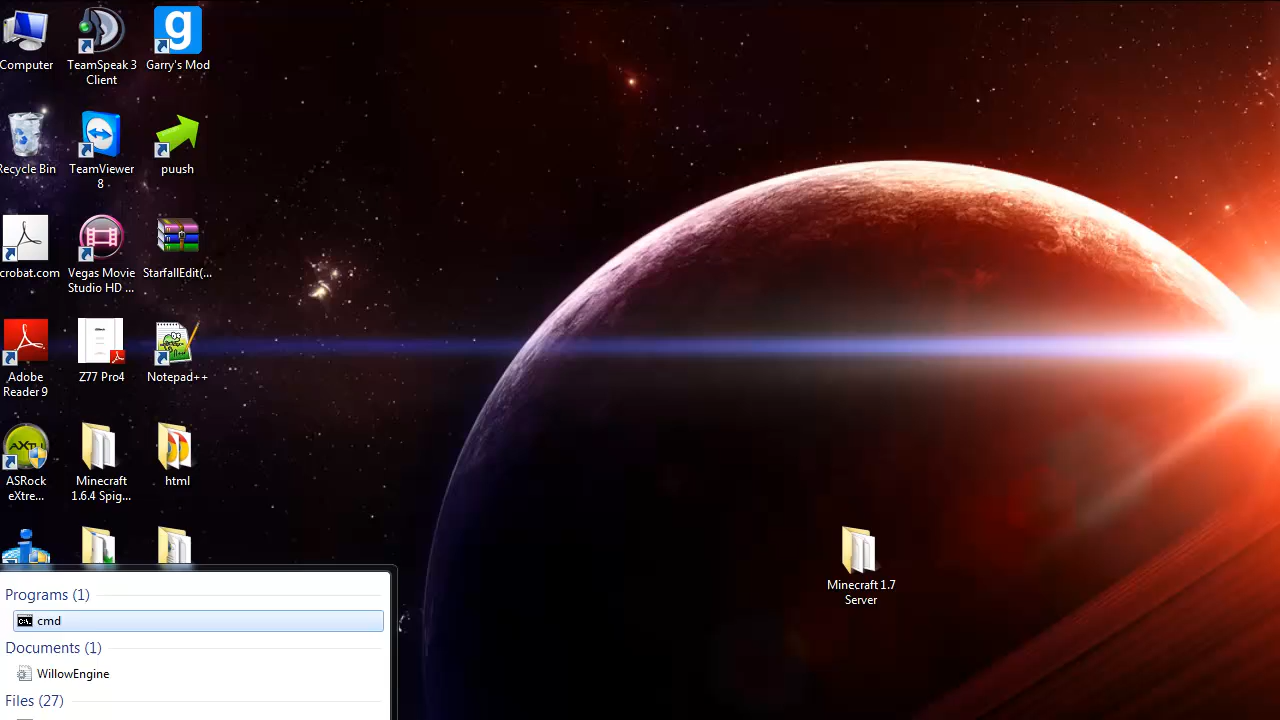 Computer
TeamSpeak 3
Client
Garry's Mod
Recycle Bin
TeamViewer
8
puush
crobat.com
Vegas Movie
Studio HD ...
StarfallEdit(...
Adobe
Reader 9
Z77 Pro4
Notepad++
AXTU
ASRock
eXtre...
Minecraft
1.6.4 Spig...
html
Minecraft 1.7
Server
Programs (1)
C:\.
cmd
Documents (1)
WillowEngine
Files (27)